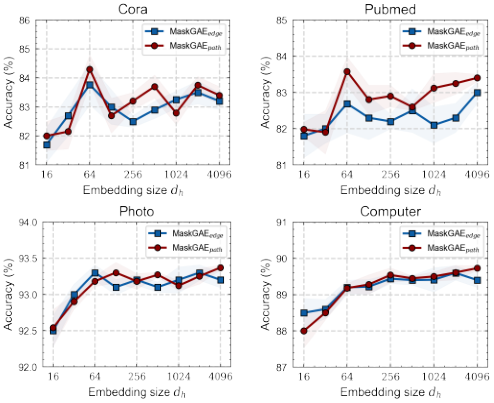 Cora
Accuracy (%)
86
85
84
83
82
81
16
64
256
1024
4096
Embedding size d_h
MaskGAE_edge
MaskGAE_path
Pubmed
Accuracy (%)
85
84
83
82
81
16
64
256
1024
4096
Embedding size d_h
MaskGAE_edge
MaskGAE_path
Photo
Accuracy (%)
94.0
93.5
93.0
92.5
92.0
16
64
256
1024
4096
Embedding size d_h
MaskGAE_edge
MaskGAE_path
Computer
Accuracy (%)
91
90
89
88
87
16
64
256
1024
4096
Embedding size d_h
MaskGAE_edge
MaskGAE_path